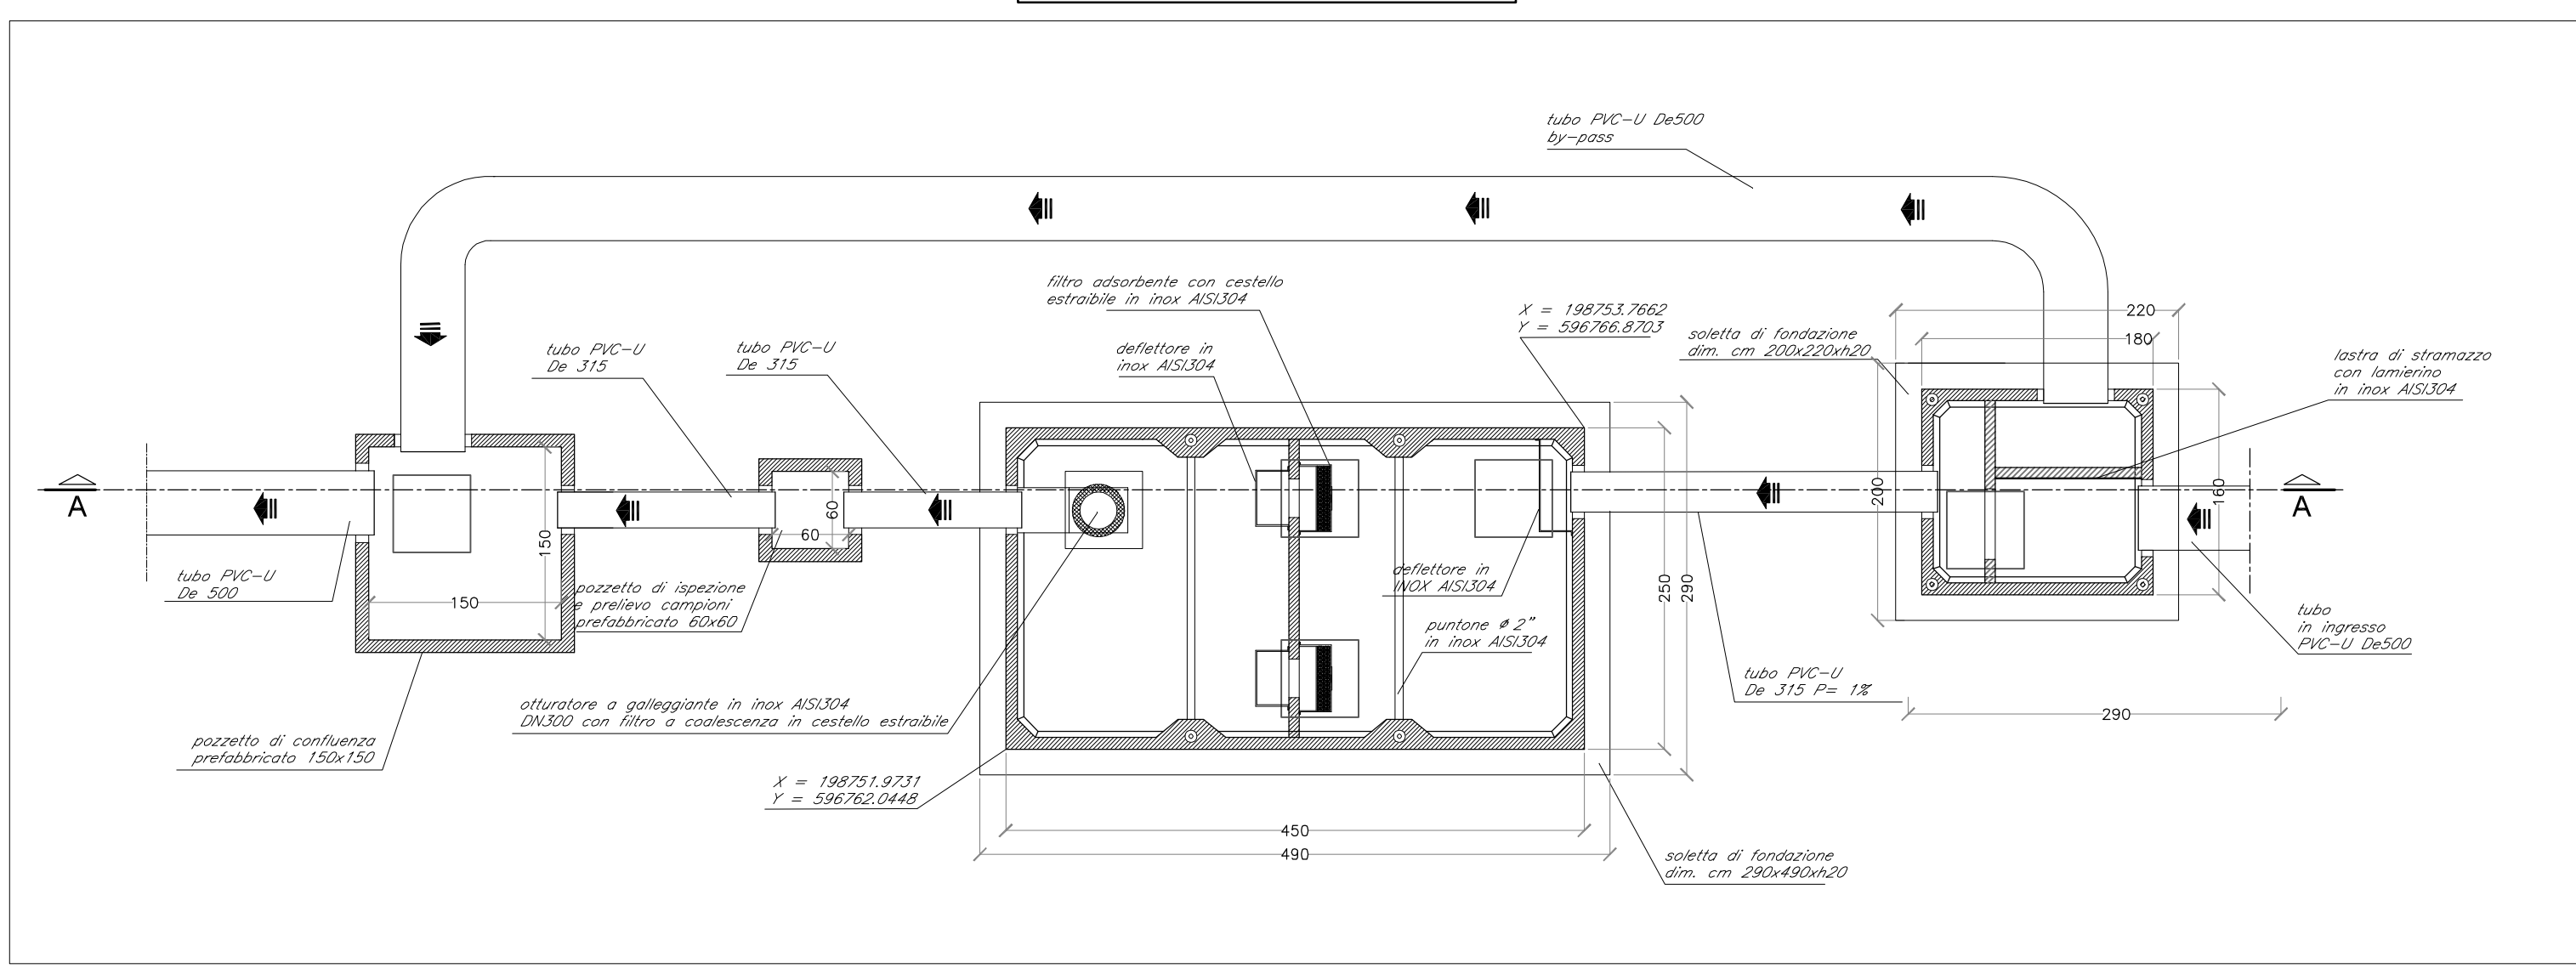 tubo PVC-U De500
by-pass
filtro adsorbente con cestello
estraibile in inox AISI304
X = 198753.7662
Y = 596766.8703
220
soletta di fondazione
dim. cm 200x220xh20
180
tubo PVC-U
De 315
tubo PVC-U
De 315
deflettore in
inox AISI304
lastra di stramazzo
con lamierino
in inox AISI304
A
200
160
A
60
60
150
150
tubo PVC-U
De 500
pozzetto di ispezione
e prelievo campioni
prefabbricato 60x60
deflettore in
INOX AISI304
250
290
puntone ø 2"
in inox AISI304
tubo
in ingresso
PVC-U De500
tubo PVC-U
De 315 P= 1%
290
otturatore a galleggiante in inox AISI304
DN300 con filtro a coalescenza in cestello estraibile
pozzetto di confluenza
prefabbricato 150x150
X = 198751.9731
Y = 596762.0448
450
490
soletta di fondazione
dim. cm 290x490xh20